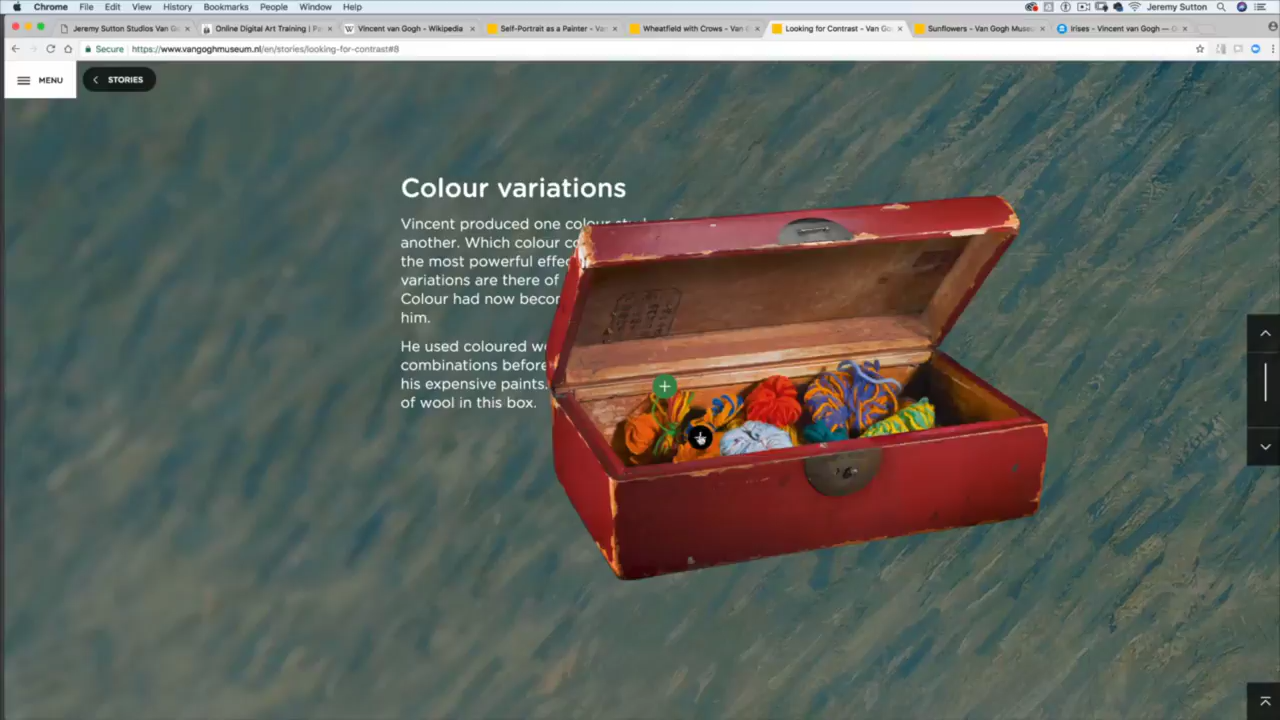 Chrome File Edit View History Bookmarks People Window Help Jeremy Sutton
Jeremy Sutton Studios Van Ge
Online Digital Art Training | Pa
Vincent van Gogh - Wikipedia
Self-Portrait as a Painter - Van
Wheatfield with Crows - Van G
Looking for Contrast - Van Go
Sunflowers - Van Gogh Museu
Irises - Vincent van Gogh —
Secure https://www.vangoghmuseum.nl/en/stories/looking-for-contrast#8
MENU
STORIES
Colour variations
Vincent produced one colour
another. Which colour
the most powerful
variations are there of
Colour had now
him.
He used coloured
combinations before
his expensive paints.
of wool in this box.